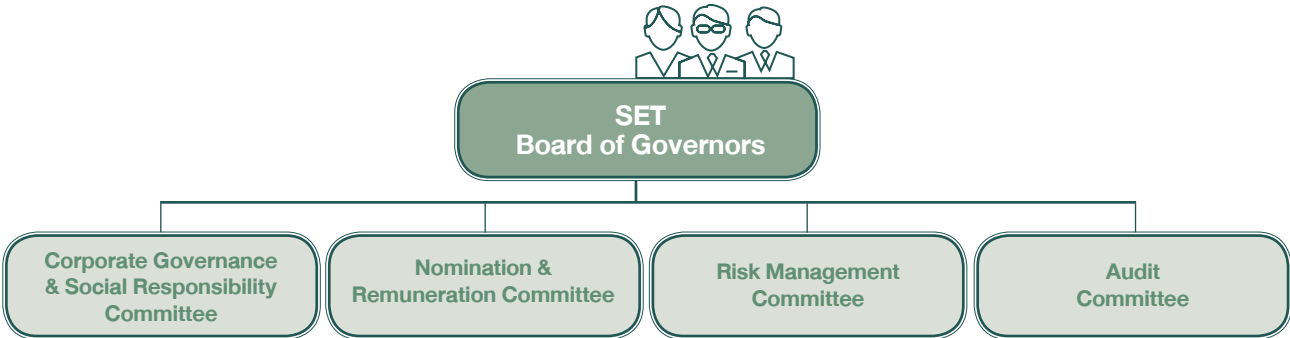 SET
Board of Governors
Corporate Governance
& Social Responsibility
Committee
Nomination &
Remuneration Committee
Risk Management
Committee
Audit
Committee